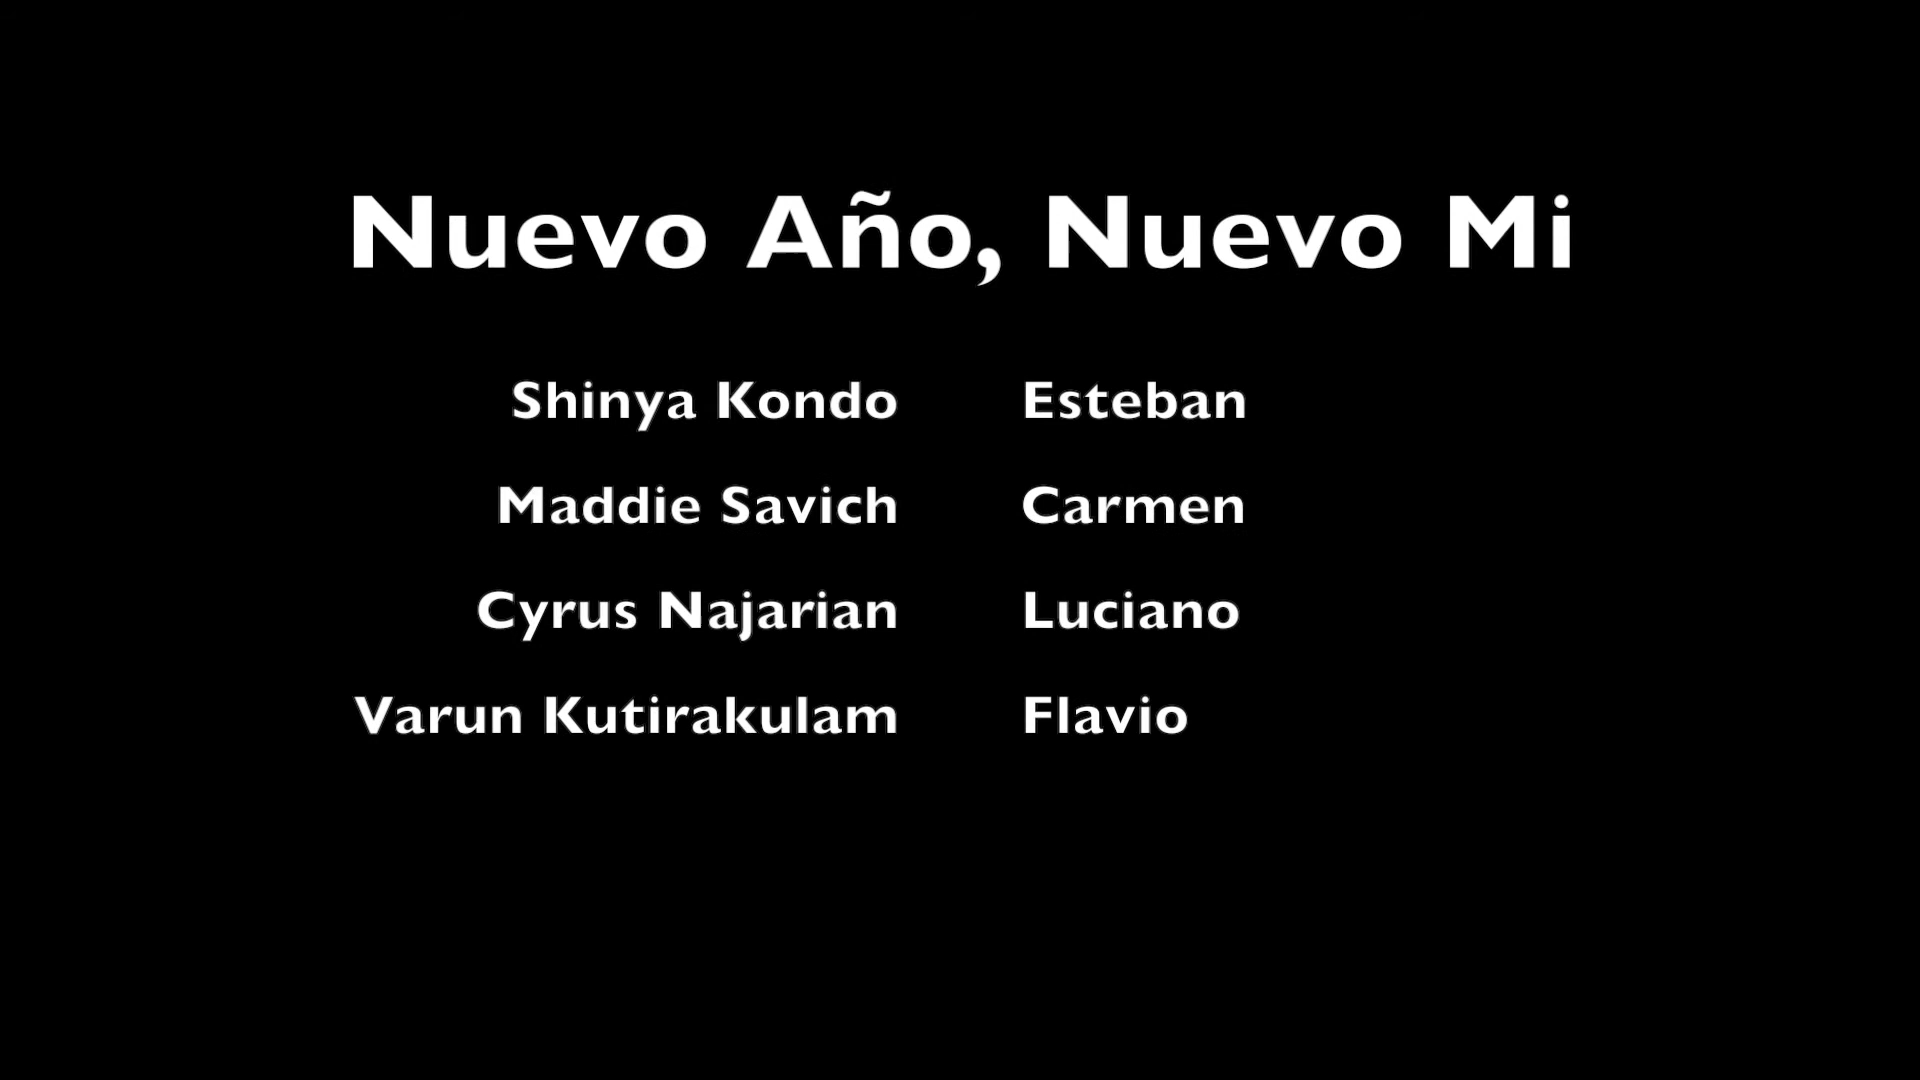 Nuevo Año, Nuevo Mi
Shinya Kondo Esteban
Maddie Savich Carmen
Cyrus Najarian Luciano
Varun Kutirakulam Flavio